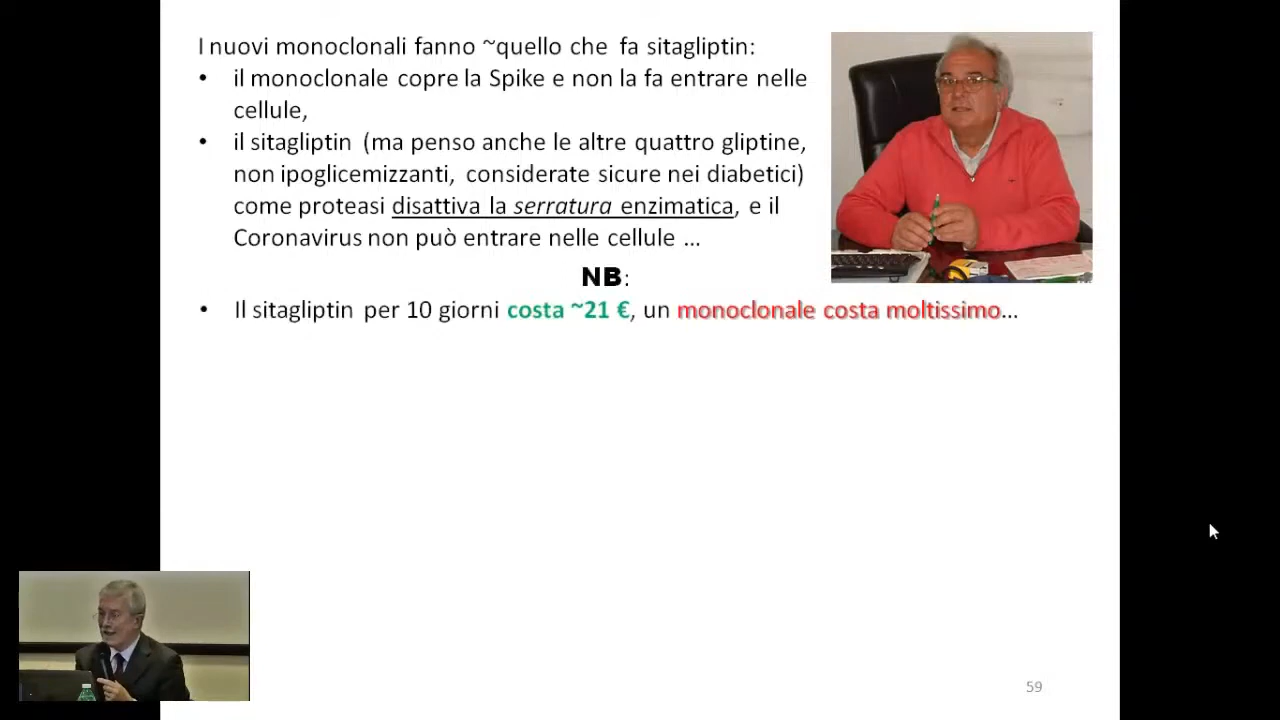 I nuovi monoclonali fanno ~quello che fa sitagliptin:
• il monoclonale copre la Spike e non la fa entrare nelle
cellule,
• il sitagliptin (ma penso anche le altre quattro gliptine,
non ipoglicemizzanti, considerate sicure nei diabetici)
come proteasi disattiva la serratura enzimatica, e il
Coronavirus non può entrare nelle cellule ...
NB:
• Il sitagliptin per 10 giorni costa ~21 €, un monoclonale costa moltissimo...
59